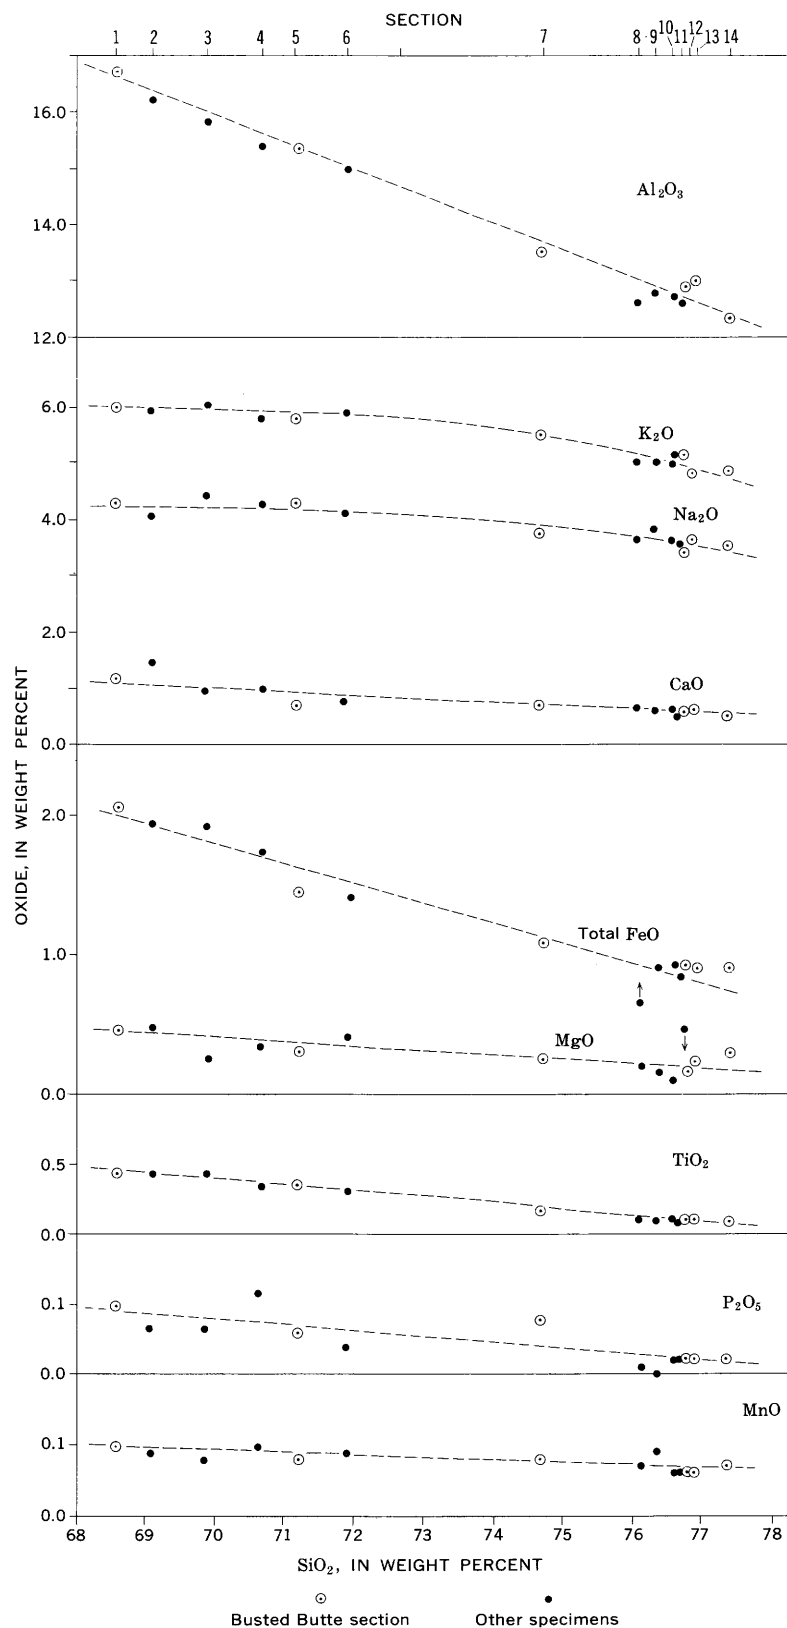 SECTION
1 2 3 4 5 6 7 8 9 10 11 12 13 14
16.0
Al₂O₃
14.0
12.0
6.0
K₂O
4.0
Na₂O
2.0
CaO
0.0
2.0
Total FeO
1.0
MgO
0.0
0.5
TiO₂
0.0
0.1
P₂O₅
0.0
MnO
0.1
0.0
68 69 70 71 72 73 74 75 76 77 78
OXIDE, IN WEIGHT PERCENT
SiO₂, IN WEIGHT PERCENT
Busted Butte section
Other specimens